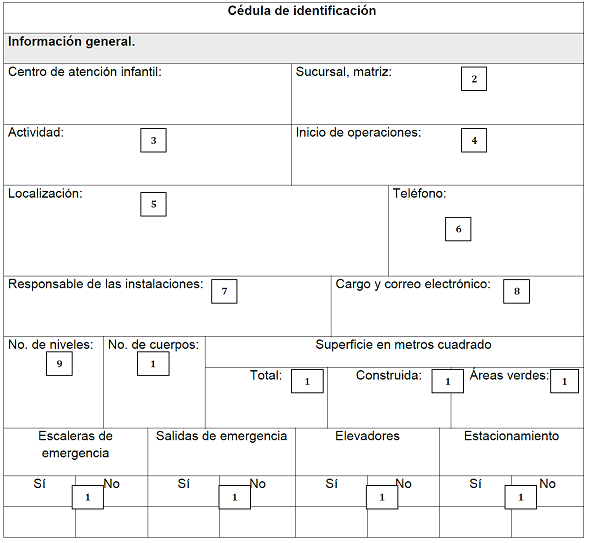 Cédula de identificación
Información general.
Centro de atención infantil:
Sucursal, matriz:
2
Actividad:
3
Inicio de operaciones:
4
Localización:
5
Teléfono:
6
Responsable de las instalaciones:
7
Cargo y correo electrónico:
8
No. de niveles:
9
No. de cuerpos:
1
Superficie en metros cuadrado
Total:
1
Construida:
1
Áreas verdes:
1
Escaleras de
emergencia
Salidas de emergencia
Elevadores
Estacionamiento
Sí
1
No
Sí
1
No
Sí
1
No
Sí
1
No